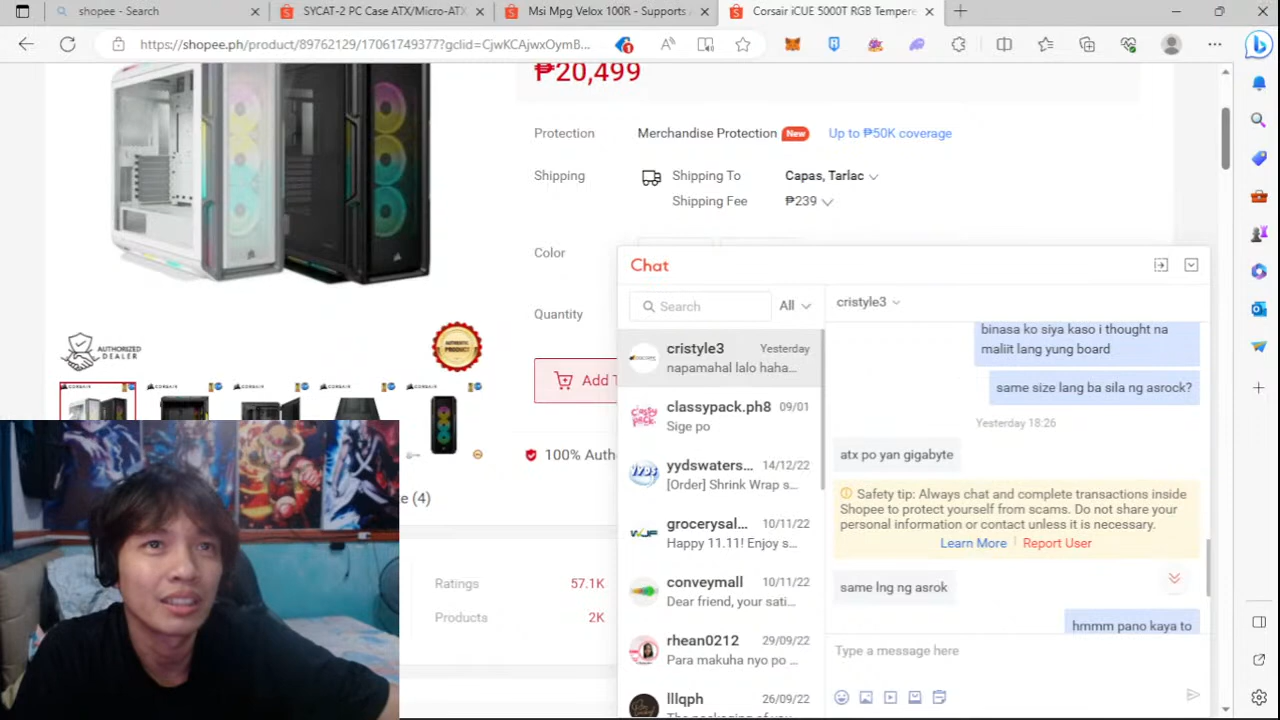 shopee - Search
SYCAT-2 PC Case ATX/Micro-ATX
Msi Mpg Velox 100R - Supports
Corsair iCUE 5000T RGB Tempere
https://shopee.ph/product/89762129/17061749377?gclid=CjwKCAjwxOymB...
1
₱20,499
Protection
Merchandise Protection New
Up to ₱50K coverage
Shipping
Shipping To
Capas, Tarlac
Shipping Fee
₱239
Color
Quantity
AUTHORIZED
DEALER
CORSAIR
CORSAIR
CORSAIR
CORSAIR
CORSAIR
Add T
100% Auth
e (4)
Ratings
57.1K
Products
2K
Chat
Search
All
cristyle3
cristyle3
Yesterday
napamahal lalo haha...
classypack.ph8
09/01
Sige po
yydswaters...
14/12/22
[Order] Shrink Wrap s...
grocerysal...
10/11/22
Happy 11.11! Enjoy s...
conveymall
10/11/22
Dear friend, your sati...
rhean0212
29/09/22
Para makuha nyo po ...
lllqph
26/09/22
binasa ko siya kaso i thought na
maliit lang yung board
same size lang ba sila ng asrock?
Yesterday 18:26
atx po yan gigabyte
Safety tip: Always chat and complete transactions inside
Shopee to protect yourself from scams. Do not share your
personal information or contact unless it is necessary.
Learn More
Report User
same lng ng asrok
hmmm pano kaya to
Type a message here